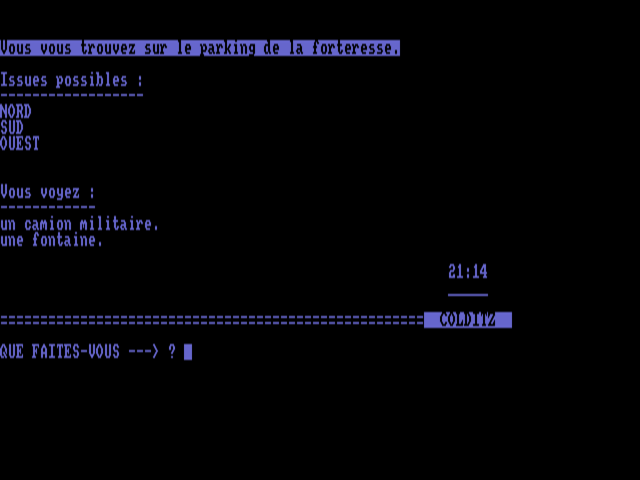 Vous vous trouvez sur le parking de la forteresse.
Issues possibles :
------------------
NORD
SUD
OUEST
Vous voyez :
------------
un camion militaire.
une fontaine.
21:14
=====================================================  COLDITZ
QUE FAITES-VOUS ---> ?